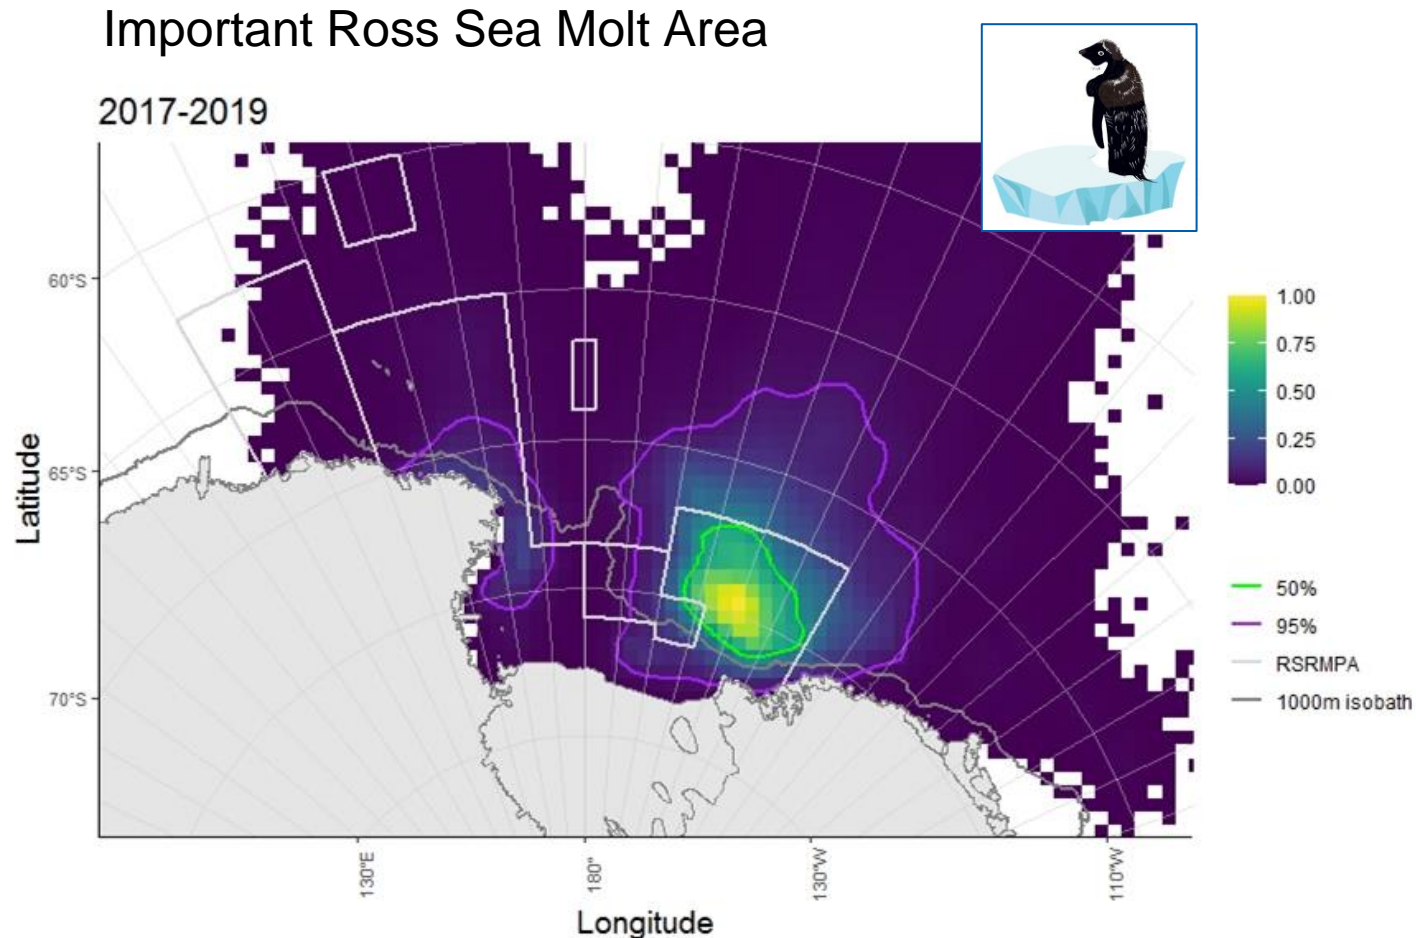 Important Ross Sea Molt Area
2017-2019
60°S
65°S
70°S
Latitude
130°E
180°
130°W
110°W
Longitude
1.00
0.75
0.50
0.25
0.00
50%
95%
RSRMPA
1000m isobath